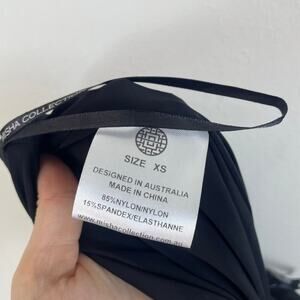 MISHA COLLECTION
SIZE XS
DESIGNED IN AUSTRALIA
MADE IN CHINA
85%NYLON/NYLON
15%SPANDEX/ELASTHANNE
www.mishacollection.com.au